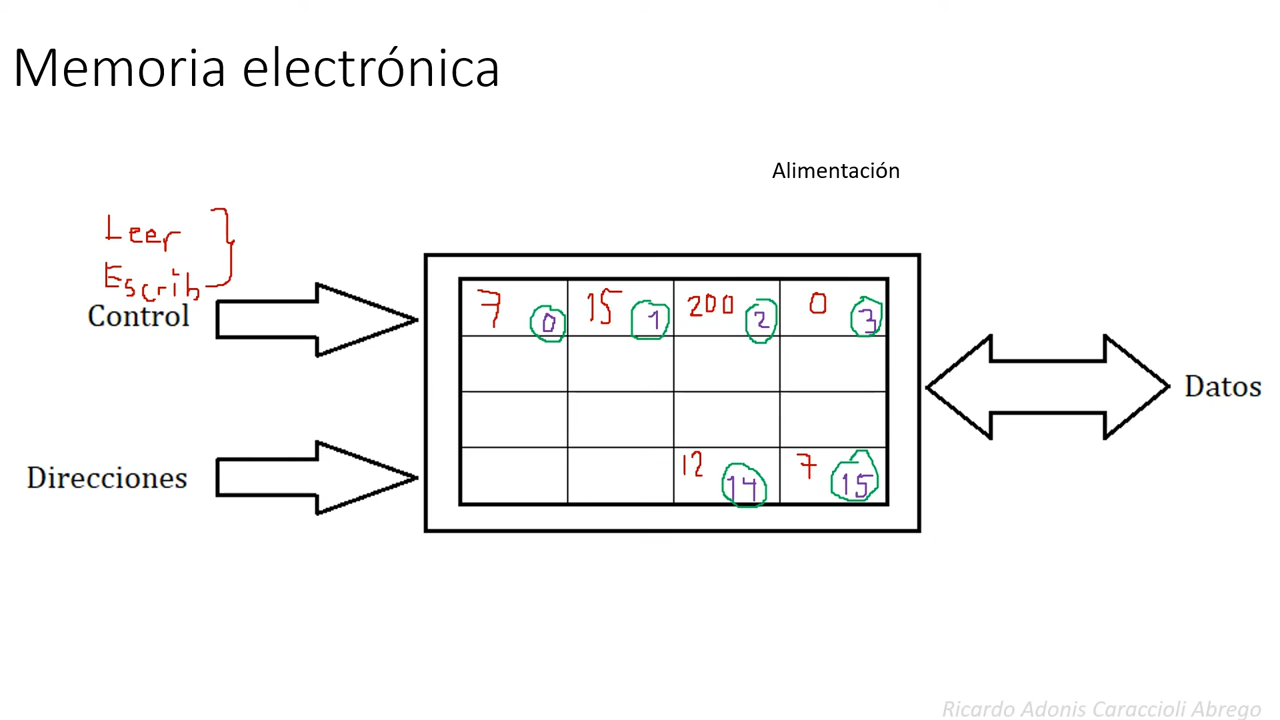 Memoria electrónica
Alimentación
Leer
Escrib
Control
7 0 15 1 200 2 0 3
Datos
Direcciones
12 14 7 15
Ricardo Adonis Caraccioli Abrego